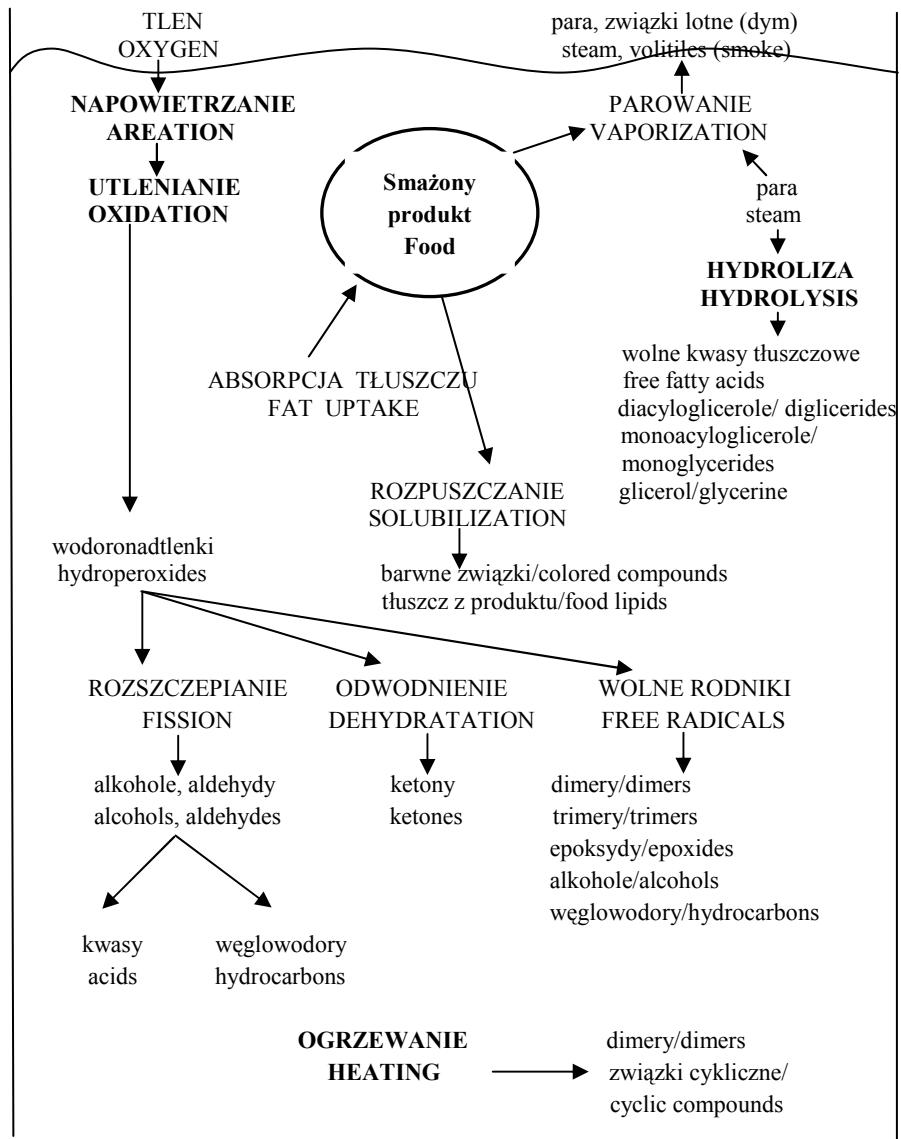 TLEN
OXYGEN
para, związki lotne (dym)
steam, volitiles (smoke)
NAPOWIETRZANIE
AREATION
PAROWANIE
VAPORIZATION
UTLENIANIE
OXIDATION
Smażony
produkt
Food
para
steam
HYDROLIZA
HYDROLYSIS
ABSORPCJA TŁUSZCZU
FAT UPTAKE
wolne kwasy tłuszczowe
free fatty acids
diacyloglicerole/ diglicerides
monoacyloglicerole/
monoglycerides
glicerol/glycerine
ROZPUSZCZANIE
SOLUBILIZATION
wodoronadtlenki
hydroperoxides
barwne związki/colored compounds
tłuszcz z produktu/food lipids
ROZSZCZEPIANIE
FISSION
ODWODNIENIE
DEHYDRATATION
WOLNE RODNIKI
FREE RADICALS
alkohole, aldehydy
alcohols, aldehydes
ketony
ketones
dimery/dimers
trimery/trimers
epoksydy/epoxides
alkohole/alcohols
węglowodory/hydrocarbons
kwasy
acids
węglowodory
hydrocarbons
OGRZEWANIE
HEATING
dimery/dimers
związki cykliczne/
cyclic compounds